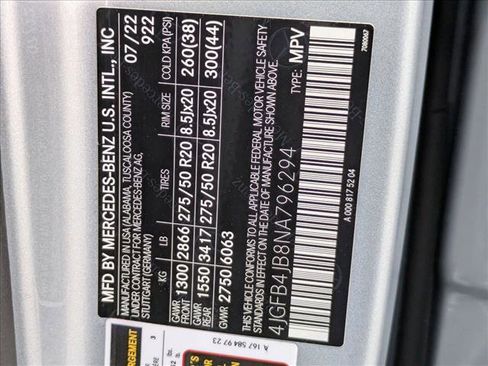 MFD BY MERCEDES-BENZ U.S. INTL., INC
MANUFACTURED IN USA (ALABAMA, TUSCALOOSA COUNTY)
UNDER CONTRACT FOR MERCEDES-BENZ AG,
STUTTGART (GERMANY)
07/22
922
KG LB TIRES RIM SIZE COLD KPA(PSI)
GAWR FRONT 1300 2866 275/50 R20 8.5Jx20 260(38)
GAWR REAR 1550 3417 275/50 R20 8.5Jx20 300(44)
GVWR 2750 6063
THIS VEHICLE CONFORMS TO ALL APPLICABLE FEDERAL MOTOR VEHICLE SAFETY
STANDARDS IN EFFECT ON THE DATE OF MANUFACTURE SHOWN ABOVE.
4JGFB4JB8NA796294 TYPE: MPV
A 000 817 52 04
7080067
A 167 584 97 23